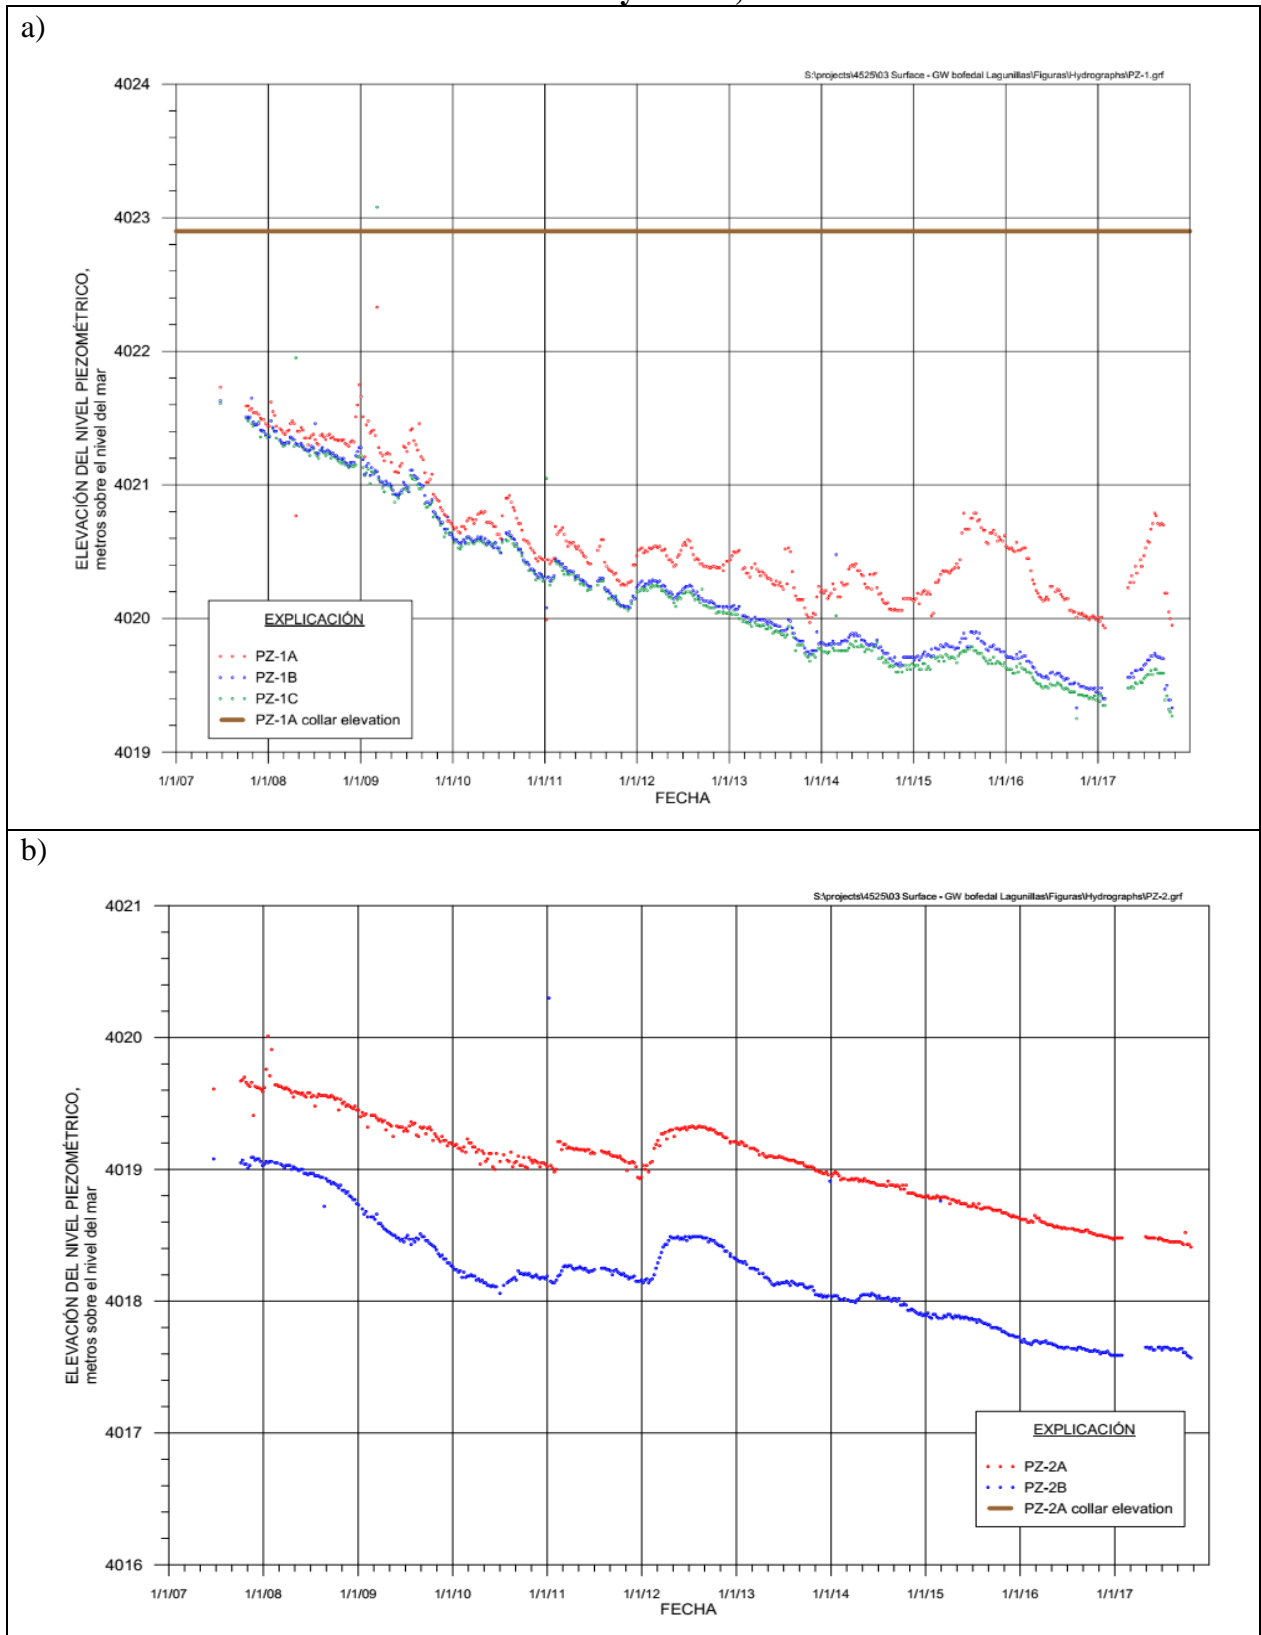 a)
S:\projects\4525\03 Surface - GW bofedal Lagunillas\Figuras\Hydrographs\PZ-1.grf
4024
4023
4022
4021
4020
4019
ELEVACIÓN DEL NIVEL PIEZOMÉTRICO,
metros sobre el nivel del mar
EXPLICACIÓN
PZ-1A
PZ-1B
PZ-1C
PZ-1A collar elevation
1/1/07 1/1/08 1/1/09 1/1/10 1/1/11 1/1/12 1/1/13 1/1/14 1/1/15 1/1/16 1/1/17
FECHA
b)
S:\projects\4525\03 Surface - GW bofedal Lagunillas\Figuras\Hydrographs\PZ-2.grf
4021
4020
4019
4018
4017
4016
ELEVACIÓN DEL NIVEL PIEZOMÉTRICO,
metros sobre el nivel del mar
EXPLICACIÓN
PZ-2A
PZ-2B
PZ-2A collar elevation
1/1/07 1/1/08 1/1/09 1/1/10 1/1/11 1/1/12 1/1/13 1/1/14 1/1/15 1/1/16 1/1/17
FECHA